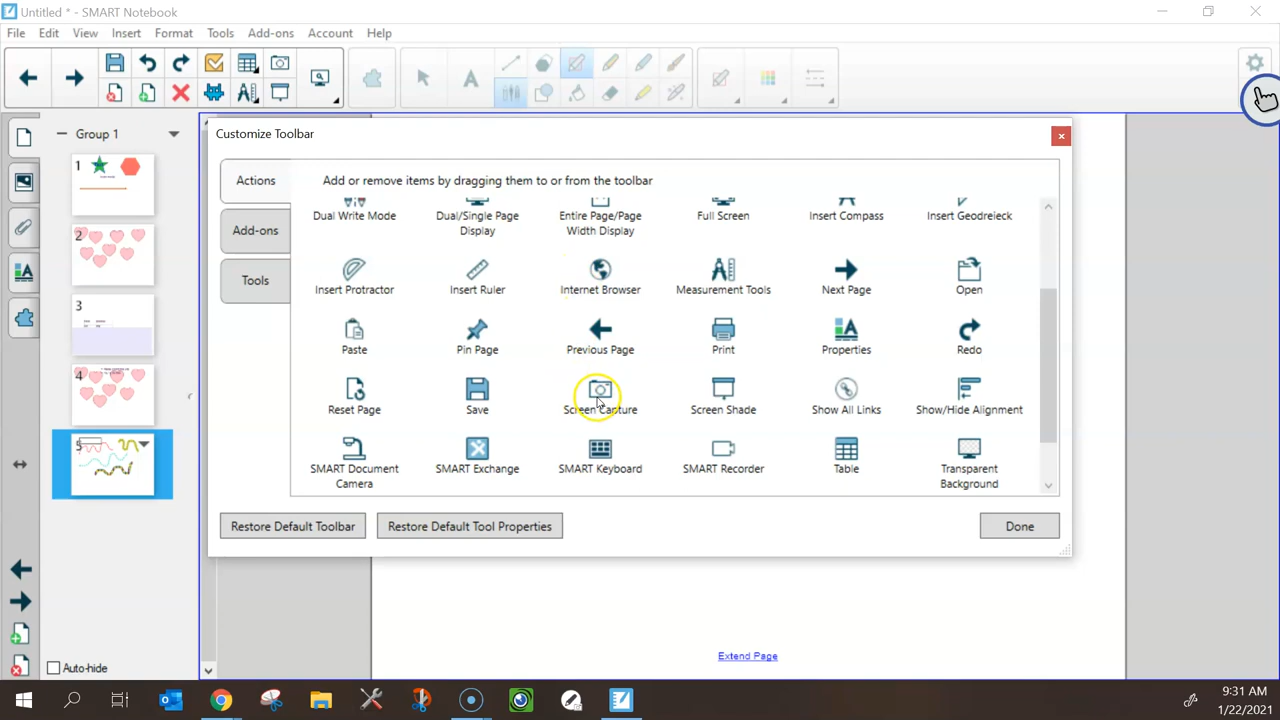 Untitled * - SMART Notebook
File Edit View Insert Format Tools Add-ons Account Help
Group 1
1
2
3
4
5
Auto-hide
Customize Toolbar
Actions
Add-ons
Tools
Add or remove items by dragging them to or from the toolbar
Dual Write Mode
Dual/Single Page
Display
Entire Page/Page
Width Display
Full Screen
Insert Compass
Insert Geodreieck
Insert Protractor
Insert Ruler
Internet Browser
Measurement Tools
Next Page
Open
Paste
Pin Page
Previous Page
Print
Properties
Redo
Reset Page
Save
Screen Capture
Screen Shade
Show All Links
Show/Hide Alignment
SMART Document
Camera
SMART Exchange
SMART Keyboard
SMART Recorder
Table
Transparent
Background
Restore Default Toolbar
Restore Default Tool Properties
Done
Extend Page
9:31 AM
1/22/2021